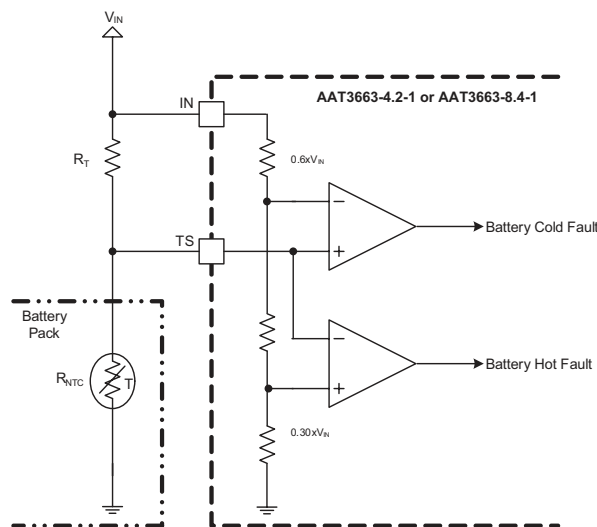 VIN
IN
AAT3663-4.2-1 or AAT3663-8.4-1
RT
0.6xVIN
−
Battery Cold Fault
TS
+
Battery
Pack
−
RNTC
T
Battery Hot Fault
+
0.30xVIN